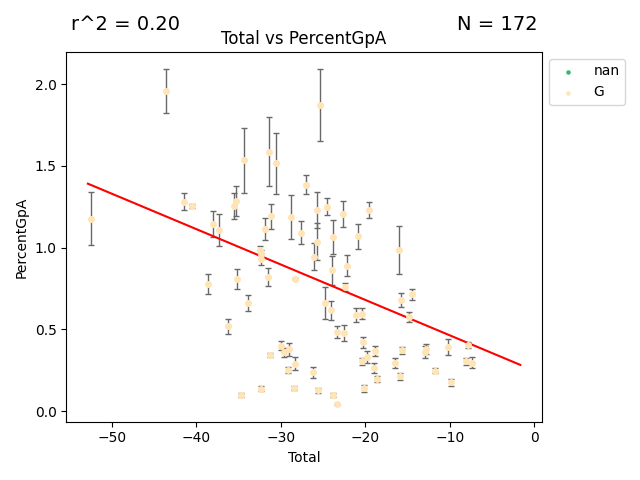 r^2 = 0.20
N = 172
Total vs PercentGpA
nan
G
PercentGpA
2.0
1.5
1.0
0.5
0.0
−50
−40
−30
−20
−10
0
Total